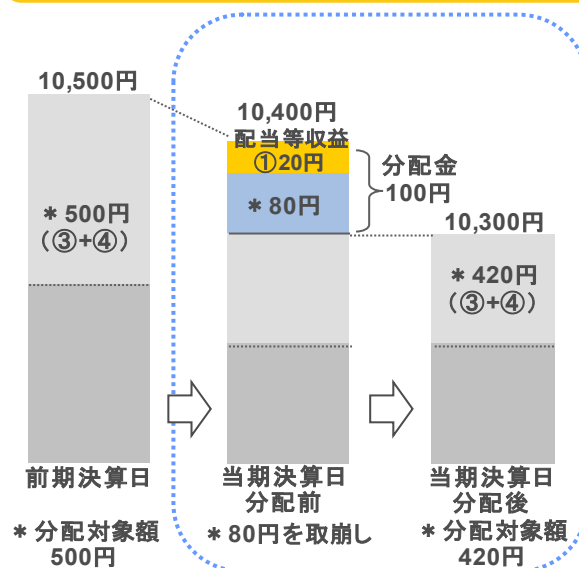 10,500円
10,400円
配当等収益
①20円
分配金
100円
＊80円
＊500円
（③+④）
10,300円
＊420円
（③+④）
前期決算日
当期決算日
分配前
当期決算日
分配後
＊分配対象額
500円
＊80円を取崩し
＊分配対象額
420円